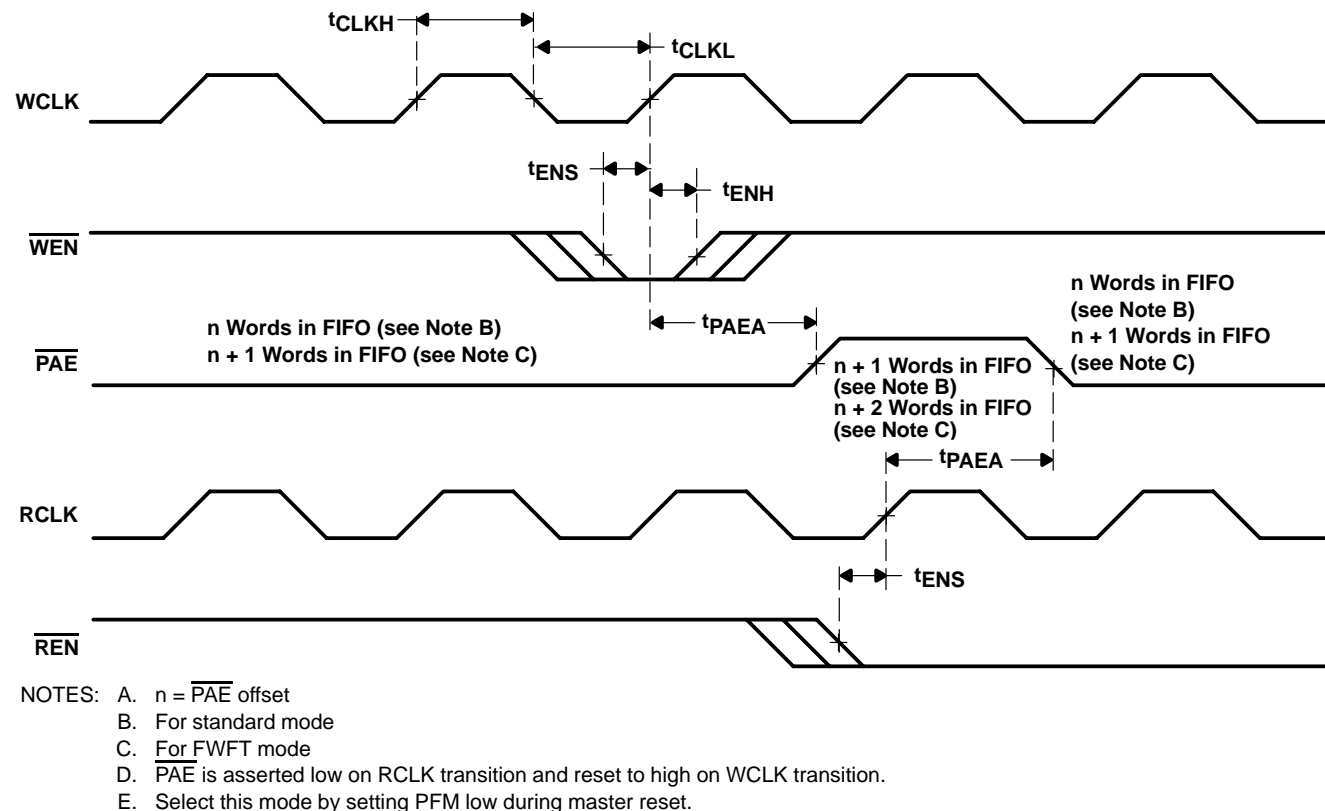 tCLKH
tCLKL
WCLK
tENS
tENH
WEN
n Words in FIFO (see Note B)
n + 1 Words in FIFO (see Note C)
tPAEA
n Words in FIFO
(see Note B)
n + 1 Words in FIFO
(see Note C)
PAE
n + 1 Words in FIFO
(see Note B)
n + 2 Words in FIFO
(see Note C)
tPAEA
RCLK
tENS
REN
NOTES: A. n = PAE offset
B. For standard mode
C. For FWFT mode
D. PAE is asserted low on RCLK transition and reset to high on WCLK transition.
E. Select this mode by setting PFM low during master reset.